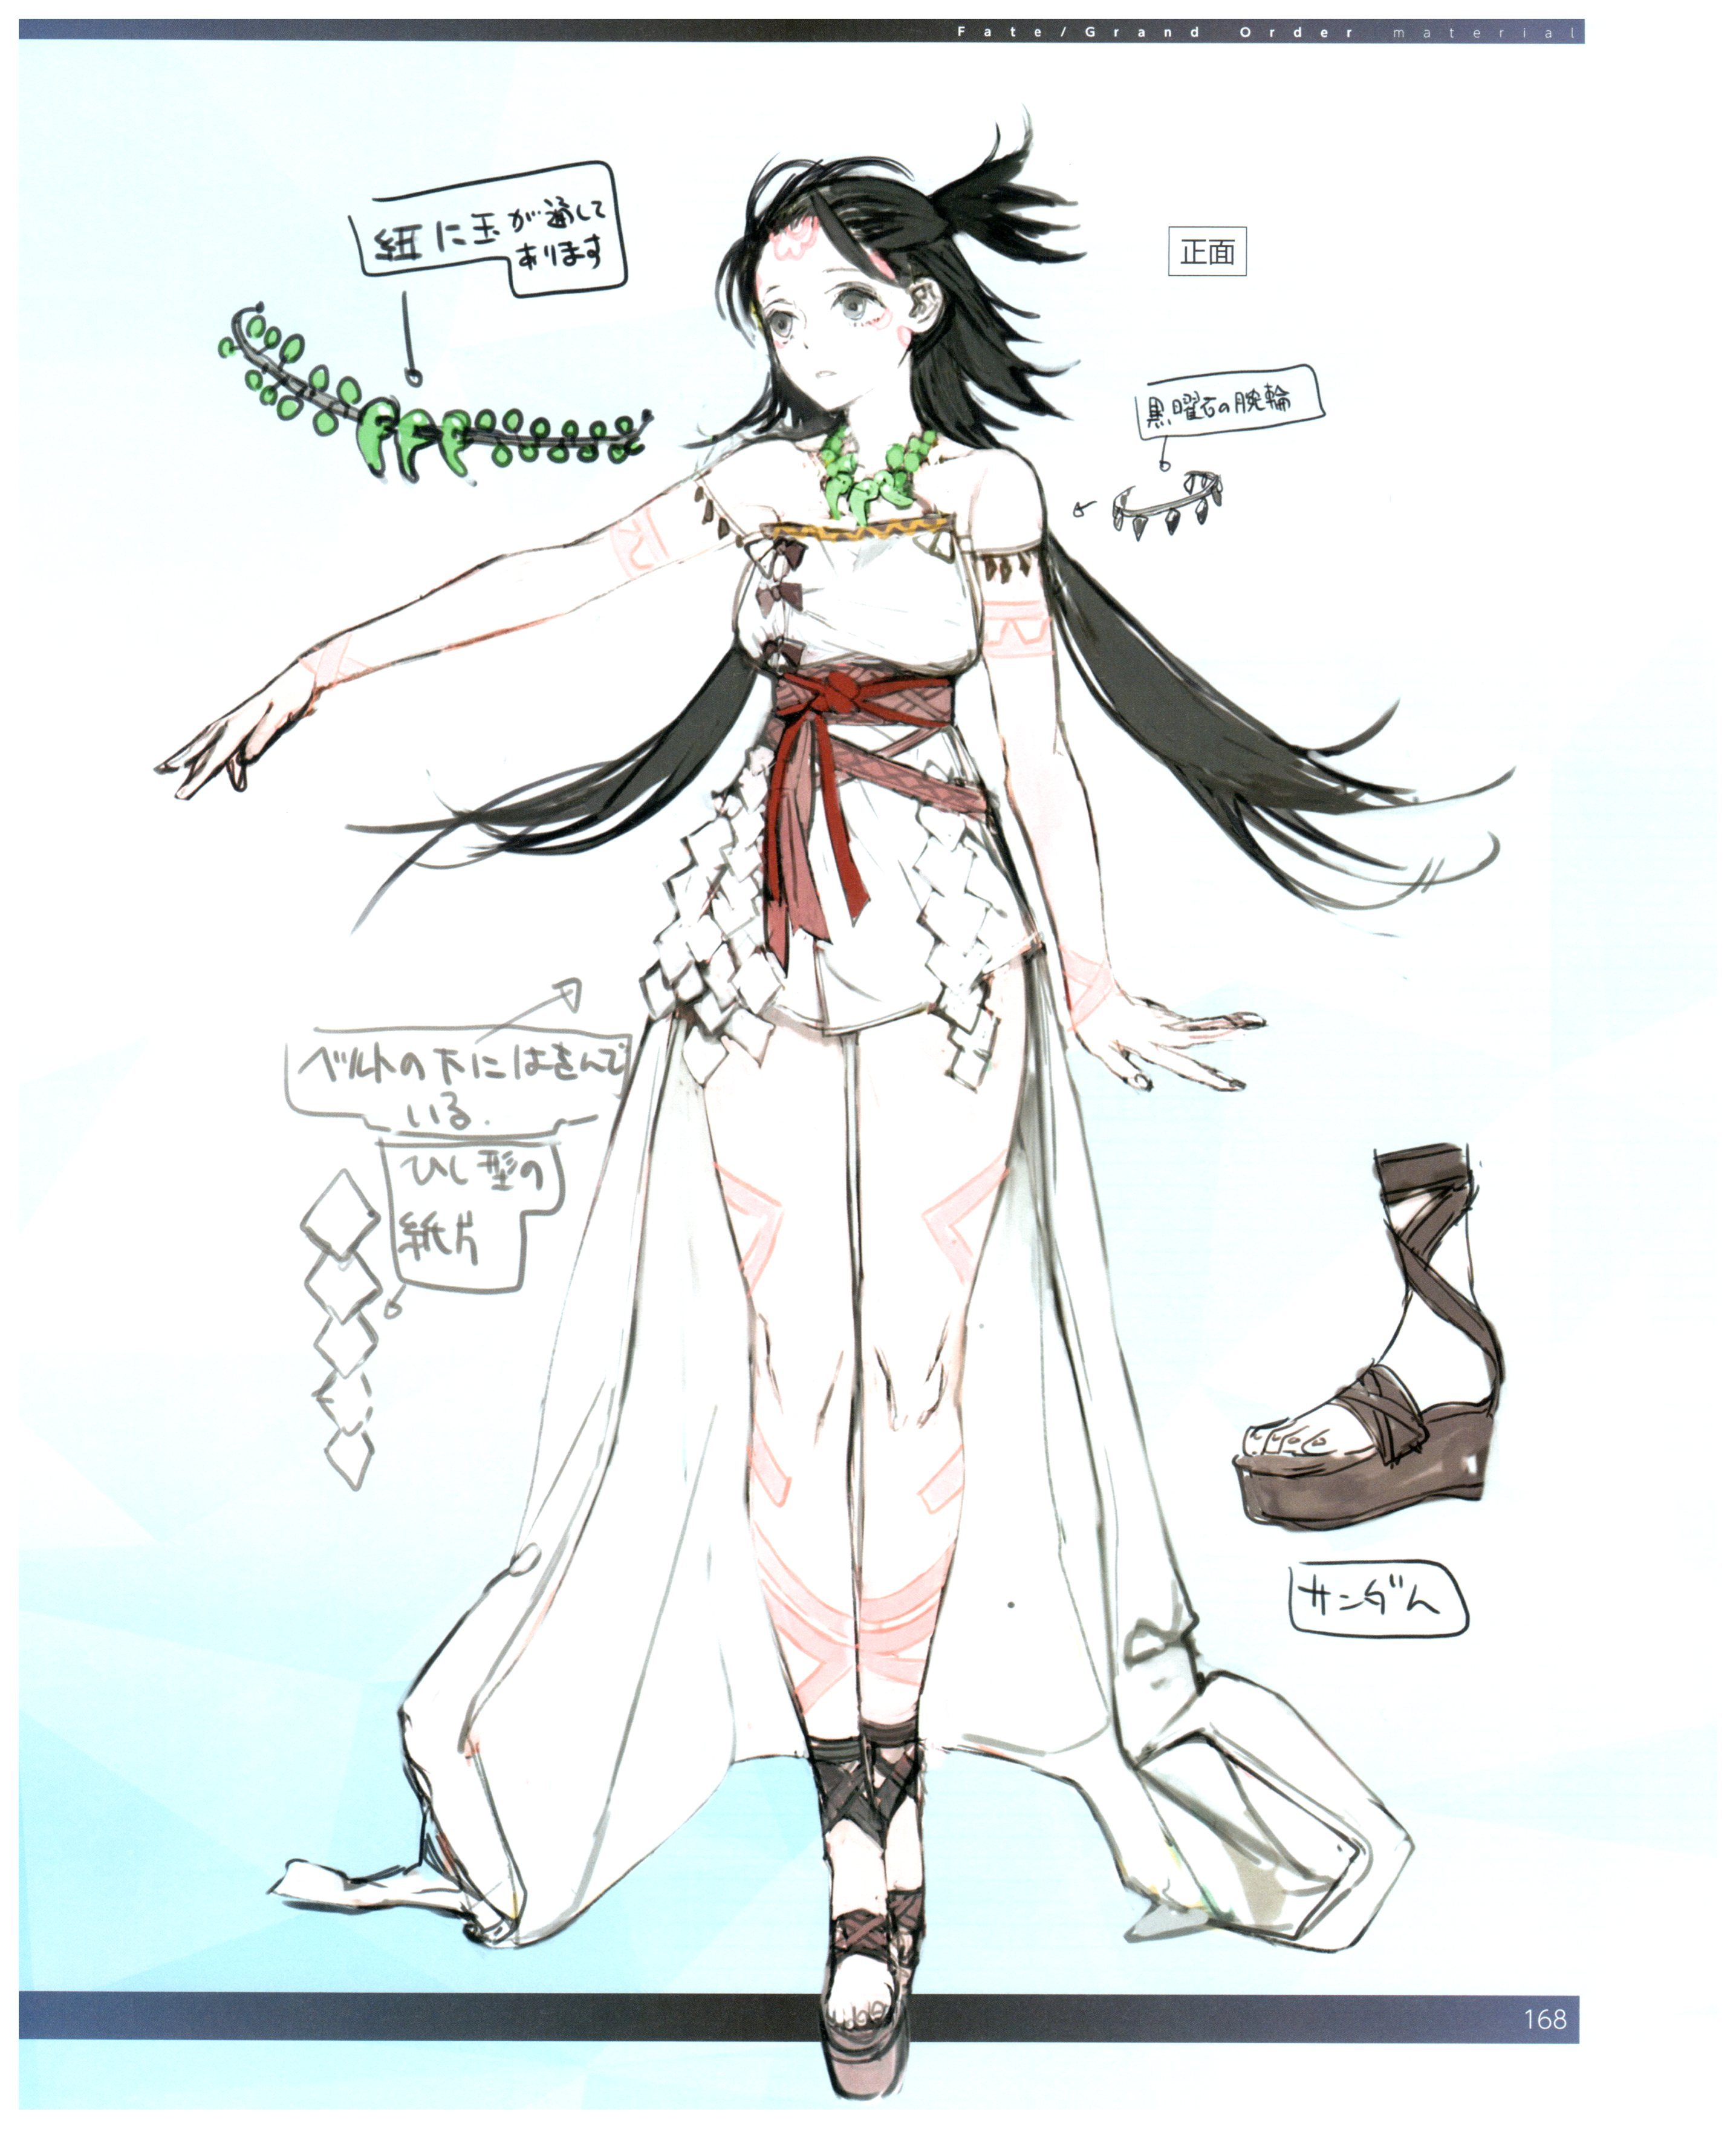 Fate/Grand Order material
紐に玉が通して
あります
正面
黒曜石の腕輪
ベルトの下にはさんで
いる.
ひし型の
紙片
サンダル
168